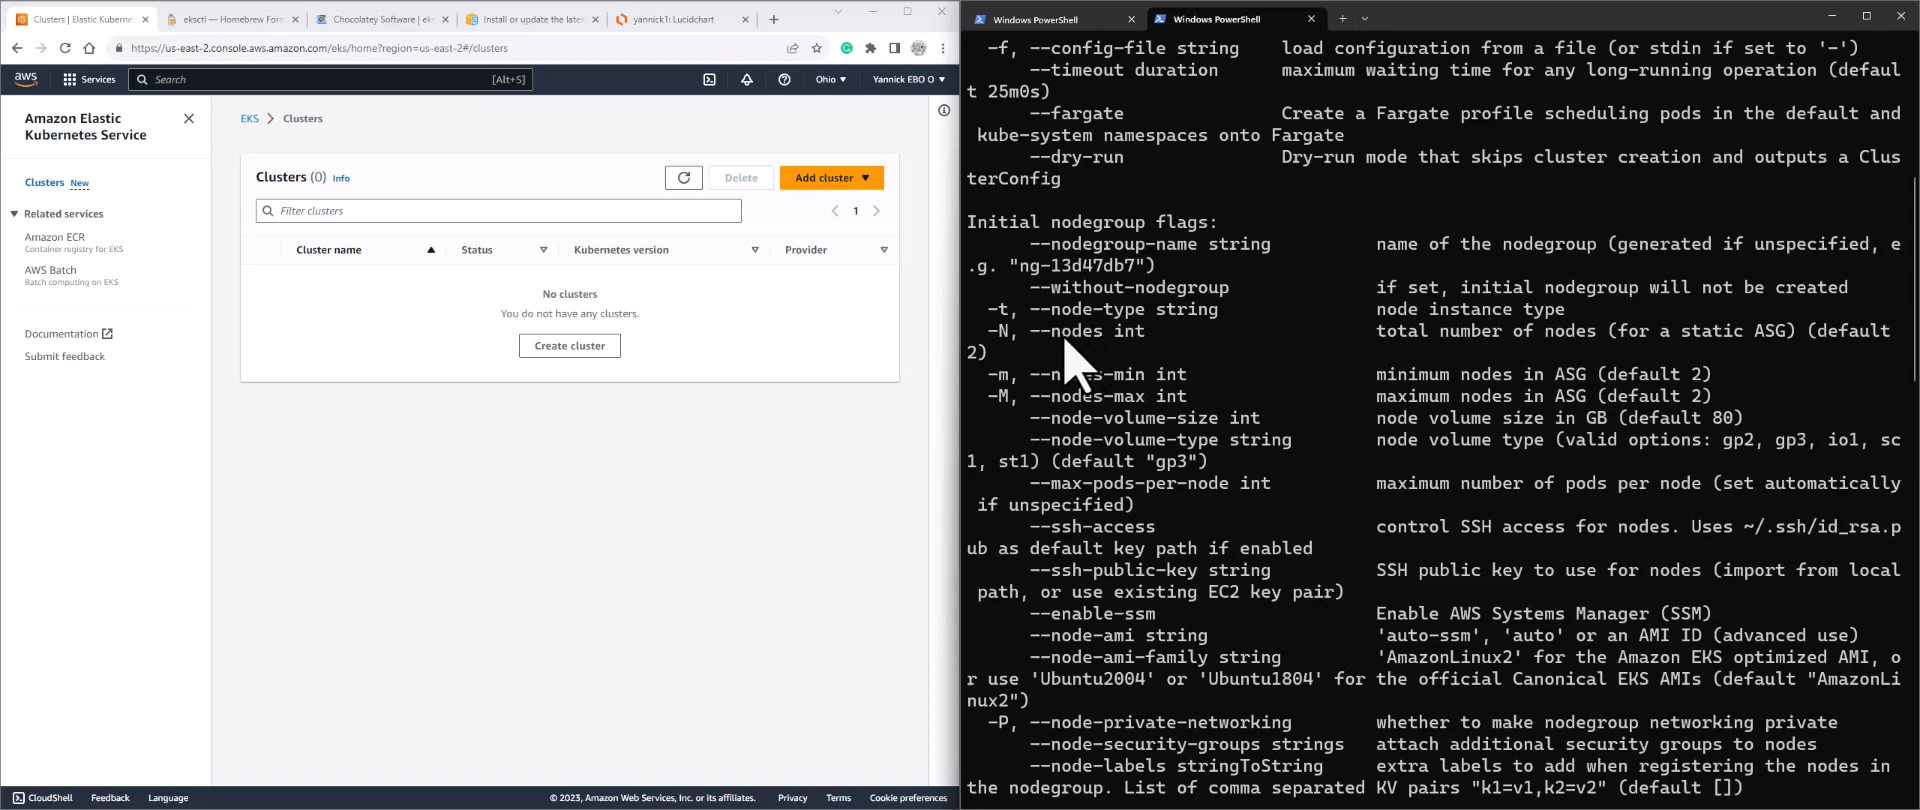 Clusters | Elastic Kubernet
eksctl — Homebrew For
Chocolatey Software | eks
Install or update the lates
yannick1: Lucidchart
https://us-east-2.console.aws.amazon.com/eks/home?region=us-east-2#/clusters
aws
Services
Search
[Alt+S]
Ohio
Yannick EBO O
Amazon Elastic
Kubernetes Service
Clusters New
Related services
Amazon ECR
Container registry for EKS
AWS Batch
Batch computing on EKS
Documentation
Submit feedback
EKS > Clusters
Clusters (0) Info
Delete
Add cluster
Filter clusters
1
Cluster name
Status
Kubernetes version
Provider
No clusters
You do not have any clusters.
Create cluster
CloudShell
Feedback
Language
© 2023, Amazon Web Services, Inc. or its affiliates.
Privacy
Terms
Cookie preferences
Windows PowerShell
Windows PowerShell
-f, --config-file string load configuration from a file (or stdin if set to '-')
--timeout duration maximum waiting time for any long-running operation (defaul
t 25m0s)
--fargate Create a Fargate profile scheduling pods in the default and
kube-system namespaces onto Fargate
--dry-run Dry-run mode that skips cluster creation and outputs a Clus
terConfig
Initial nodegroup flags:
--nodegroup-name string name of the nodegroup (generated if unspecified, e
.g. "ng-13d47db7")
--without-nodegroup if set, initial nodegroup will not be created
-t, --node-type string node instance type
-N, --nodes int total number of nodes (for a static ASG) (default
2)
-m, --nodes-min int minimum nodes in ASG (default 2)
-M, --nodes-max int maximum nodes in ASG (default 2)
--node-volume-size int node volume size in GB (default 80)
--node-volume-type string node volume type (valid options: gp2, gp3, io1, sc
1, st1) (default "gp3")
--max-pods-per-node int maximum number of pods per node (set automatically
if unspecified)
--ssh-access control SSH access for nodes. Uses ~/.ssh/id_rsa.p
ub as default key path if enabled
--ssh-public-key string SSH public key to use for nodes (import from local
path, or use existing EC2 key pair)
--enable-ssm Enable AWS Systems Manager (SSM)
--node-ami string 'auto-ssm', 'auto' or an AMI ID (advanced use)
--node-ami-family string 'AmazonLinux2' for the Amazon EKS optimized AMI, o
r use 'Ubuntu2004' or 'Ubuntu1804' for the official Canonical EKS AMIs (default "AmazonLi
nux2")
-P, --node-private-networking whether to make nodegroup networking private
--node-security-groups strings attach additional security groups to nodes
--node-labels stringToString extra labels to add when registering the nodes in
the nodegroup. List of comma separated KV pairs "k1=v1,k2=v2" (default [])